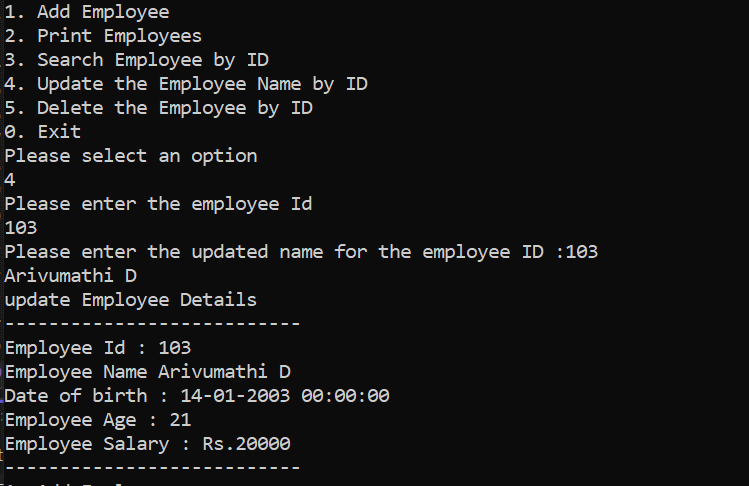 1. Add Employee
2. Print Employees
3. Search Employee by ID
4. Update the Employee Name by ID
5. Delete the Employee by ID
0. Exit
Please select an option
4
Please enter the employee Id
103
Please enter the updated name for the employee ID :103
Arivumathi D
update Employee Details
---------------------------
Employee Id : 103
Employee Name Arivumathi D
Date of birth : 14-01-2003 00:00:00
Employee Age : 21
Employee Salary : Rs.20000
---------------------------